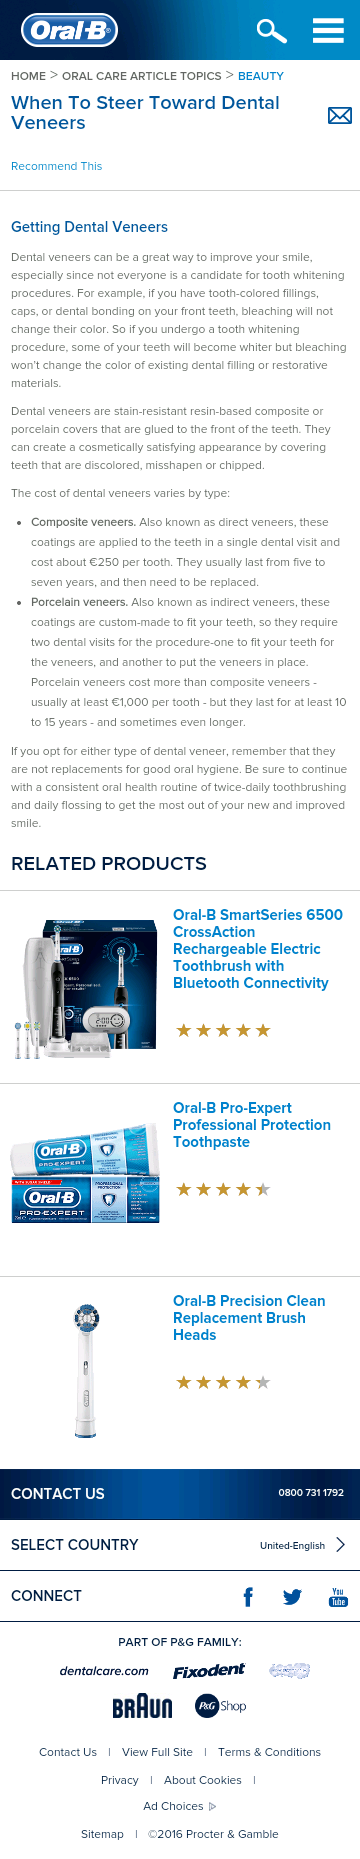 Oral-B®
HOME > ORAL CARE ARTICLE TOPICS > BEAUTY
When To Steer Toward Dental
Veneers
Recommend This
Getting Dental Veneers
Dental veneers can be a great way to improve your smile,
especially since not everyone is a candidate for tooth whitening
procedures. For example, if you have tooth-colored fillings,
caps, or dental bonding on your front teeth, bleaching will not
change their color. So if you undergo a tooth whitening
procedure, some of your teeth will become whiter but bleaching
won't change the color of existing dental filling or restorative
materials.
Dental veneers are stain-resistant resin-based composite or
porcelain covers that are glued to the front of the teeth. They
can create a cosmetically satisfying appearance by covering
teeth that are discolored, misshapen or chipped.
The cost of dental veneers varies by type:
• Composite veneers. Also known as direct veneers, these
coatings are applied to the teeth in a single dental visit and
cost about €250 per tooth. They usually last from five to
seven years, and then need to be replaced.
• Porcelain veneers. Also known as indirect veneers, these
coatings are custom-made to fit your teeth, so they require
two dental visits for the procedure-one to fit your teeth for
the veneers, and another to put the veneers in place.
Porcelain veneers cost more than composite veneers -
usually at least €1,000 per tooth - but they last for at least 10
to 15 years - and sometimes even longer.
If you opt for either type of dental veneer, remember that they
are not replacements for good oral hygiene. Be sure to continue
with a consistent oral health routine of twice-daily toothbrushing
and daily flossing to get the most out of your new and improved
smile.
RELATED PRODUCTS
Oral-B
Oral-B SmartSeries 6500
CrossAction
Rechargeable Electric
Toothbrush with
Bluetooth Connectivity
Oral-B
PRO-EXPERT
Oral-B
PRO-EXPERT
PROFESSIONAL
PROTECTION
Oral-B Pro-Expert
Professional Protection
Toothpaste
Oral-B Precision Clean
Replacement Brush
Heads
CONTACT US 0800 731 1792
SELECT COUNTRY United-English
CONNECT You Tube
PART OF P&G FAMILY:
dentalcare.com Fixodent
BRAUN P&G Shop
Contact Us | View Full Site | Terms & Conditions
Privacy | About Cookies |
Ad Choices
Sitemap | ©2016 Procter & Gamble